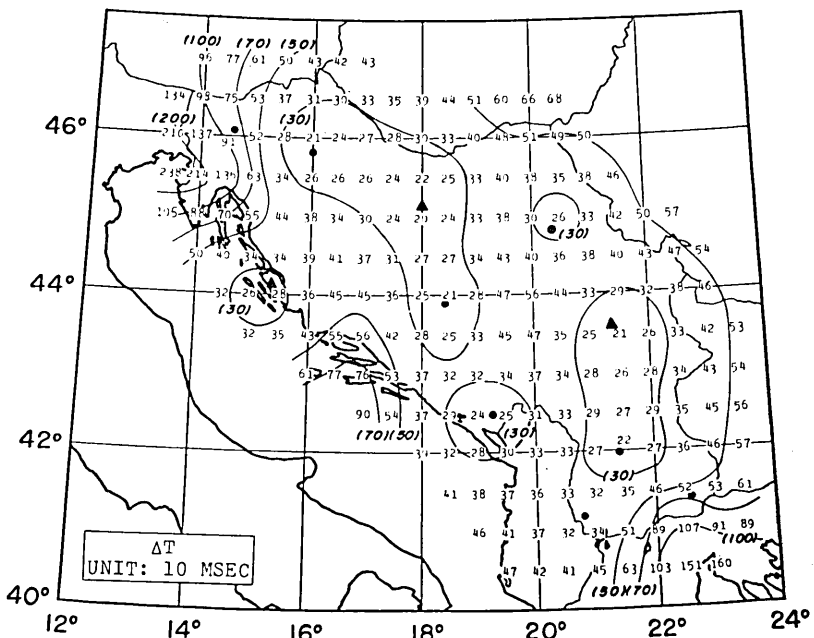 (100) (70) (50)
96 77 61 50 43 42 43
134 98 75 53 37 31 30 33 35 39 44 51 60 66 68
(200) (30)
46° 216 137 91 52 28 21 24 27 28 30 33 40 48 51 49 50
238 214 136 63 34 26 26 26 24 22 25 33 40 38 35 38 46
105 88 70 55 44 38 34 30 24 20 24 33 38 30 26 33 42 50 57
(30)
50 40 34 34 39 41 37 31 27 27 34 43 40 36 38 40 43 47 54
44° 32 26 28 36 45 45 36 25 21 28 47 56 44 33 29 32 38 46
(30)
32 35 43 55 56 42 28 25 33 45 47 35 25 21 26 33 42 53
61 77 76 53 37 32 32 34 37 34 28 26 28 34 43 54
90 54 37 29 24 25 31 33 29 27 29 35 45 56
(70) (50) (30)
42° 34 32 28 30 33 33 27 22 27 36 46 57
(30)
41 38 37 36 33 32 35 46 52 53 61
46 41 37 32 34 51 89 107 91 89
(100)
47 42 41 45 63 103 151 160
(50)(70)
ΔT
UNIT: 10 MSEC
40°
12° 14° 16° 18° 20° 22° 24°